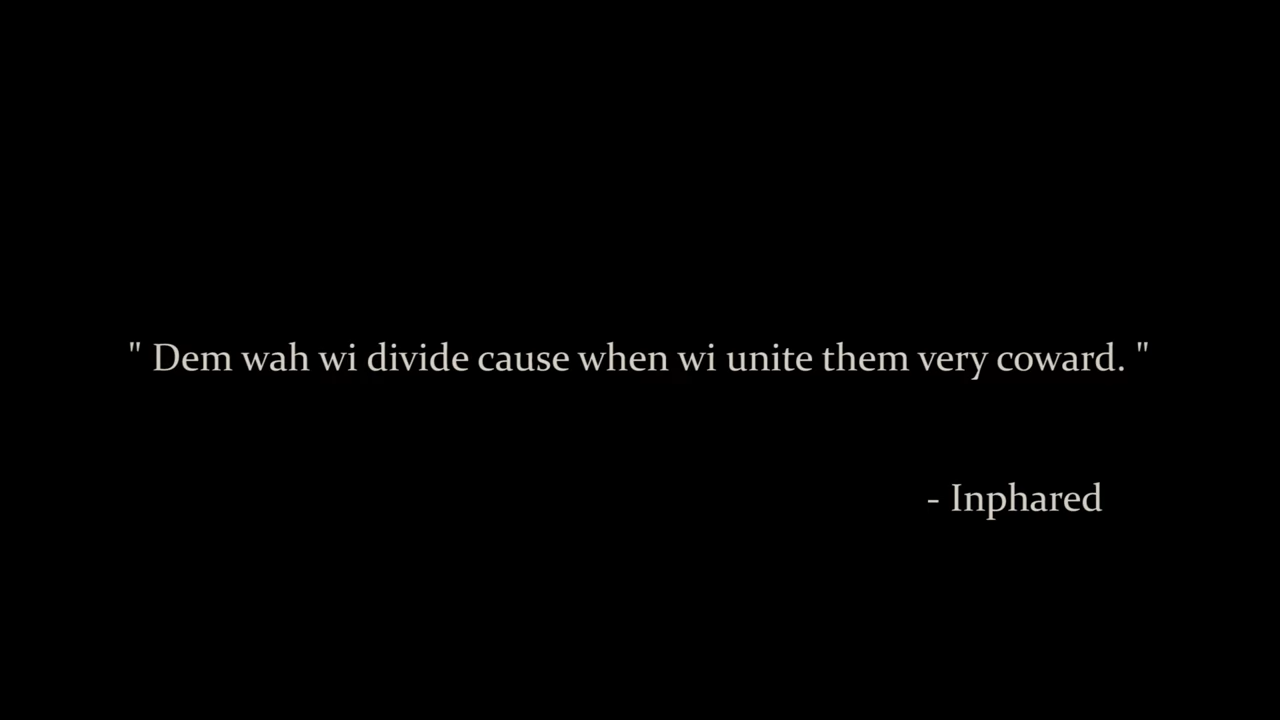 " Dem wah wi divide cause when wi unite them very coward. "
- Inphared